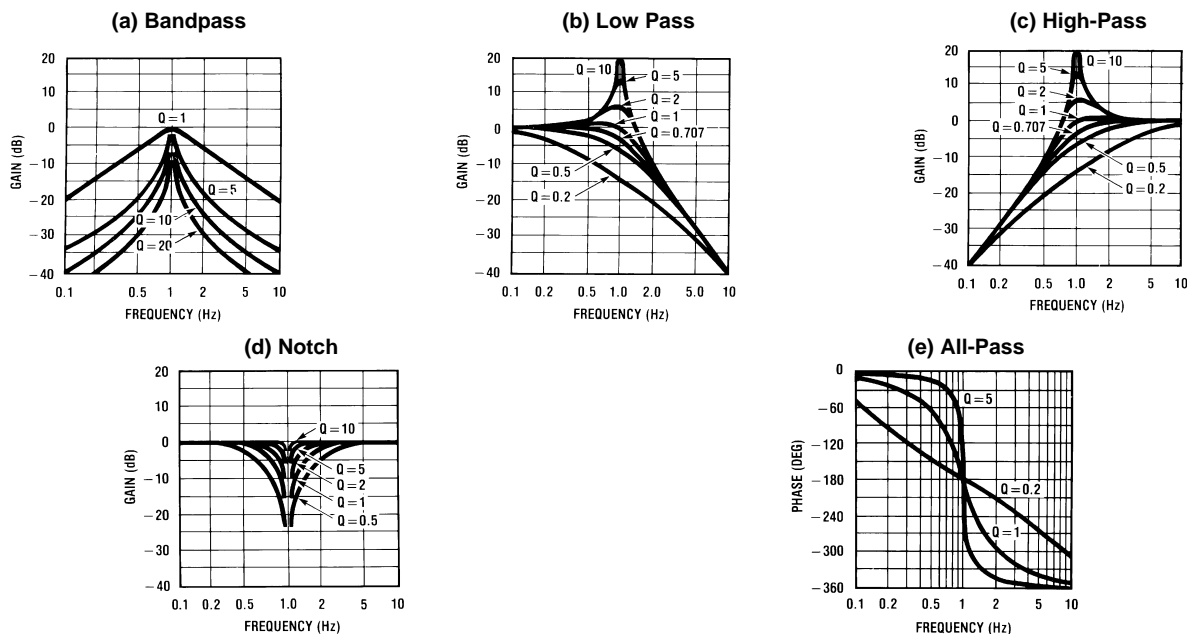 (a) Bandpass
20
10
0
−10
−20
−30
−40
GAIN (dB)
Q = 1
Q = 5
Q = 10
Q = 20
0.1 0.5 1 2 5 10
FREQUENCY (Hz)
(b) Low Pass
20
10
0
−10
−20
−30
−40
GAIN (dB)
Q = 10
Q = 5
Q = 2
Q = 1
Q = 0.707
Q = 0.5
Q = 0.2
0.1 0.5 1.0 2.0 5.0 10
FREQUENCY (Hz)
(c) High-Pass
20
10
0
−10
−20
−30
−40
GAIN (dB)
Q = 10
Q = 5
Q = 2
Q = 1
Q = 0.707
Q = 0.5
Q = 0.2
0.1 0.5 1.0 2 5 10
FREQUENCY (Hz)
(d) Notch
20
10
0
−10
−20
−30
−40
GAIN (dB)
Q = 10
Q = 5
Q = 2
Q = 1
Q = 0.5
0.1 0.2 0.5 1.0 2 5 10
FREQUENCY (Hz)
(e) All-Pass
0
−60
−120
−180
−240
−300
−360
PHASE (DEG)
Q = 5
Q = 0.2
Q = 1
0.1 0.5 1 2 5 10
FREQUENCY (Hz)